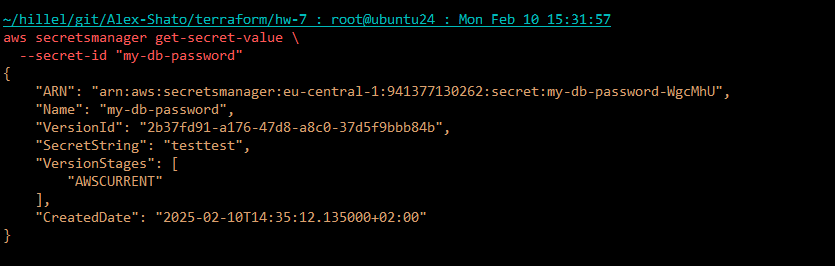 ~/hillel/git/Alex-Shato/terraform/hw-7 : root@ubuntu24 : Mon Feb 10 15:31:57
aws secretsmanager get-secret-value \
  --secret-id "my-db-password"
{
    "ARN": "arn:aws:secretsmanager:eu-central-1:941377130262:secret:my-db-password-WgcMhU",
    "Name": "my-db-password",
    "VersionId": "2b37fd91-a176-47d8-a8c0-37d5f9bbb84b",
    "SecretString": "testtest",
    "VersionStages": [
        "AWSCURRENT"
    ],
    "CreatedDate": "2025-02-10T14:35:12.135000+02:00"
}